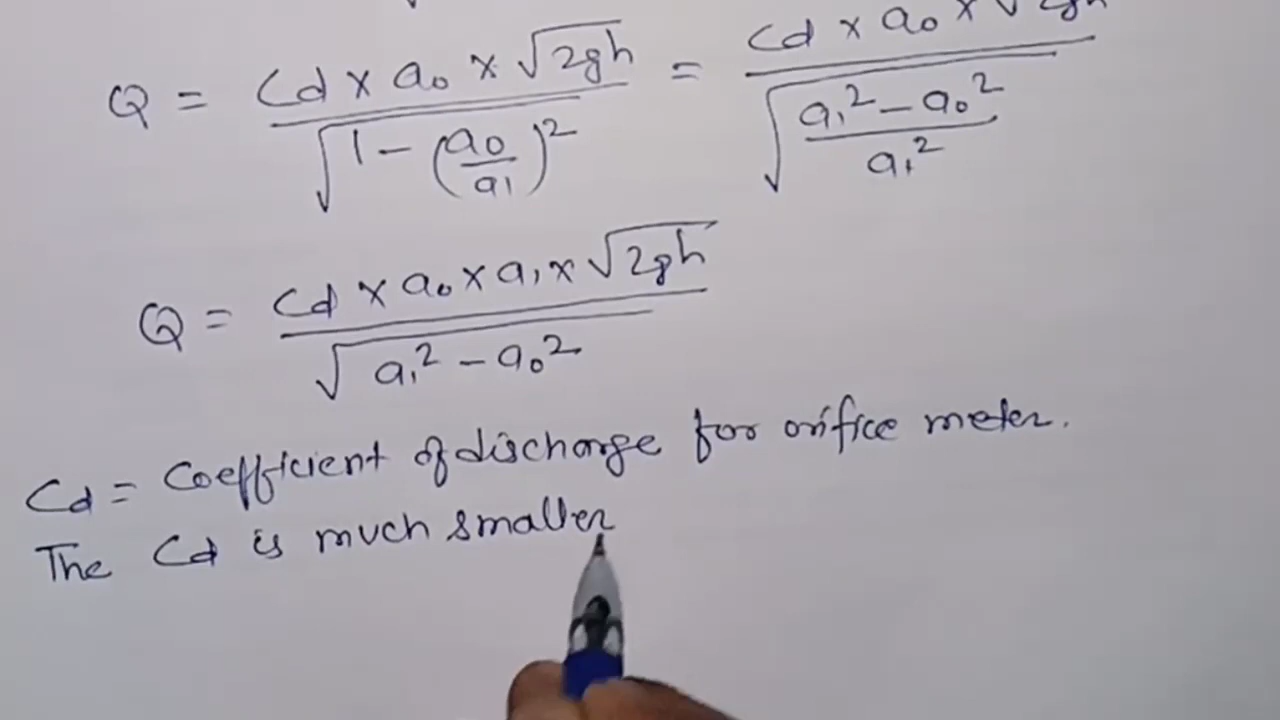 Q = Cd × a₀ × √2gh / √(1 − (a₀/a₁)²) = Cd × a₀ × √2gh / √((a₁² − a₀²)/a₁²)
Q = Cd × a₀ × a₁ × √2gh / √(a₁² − a₀²)
Cd = Coefficient of discharge for orifice meter.
The Cd is much smaller